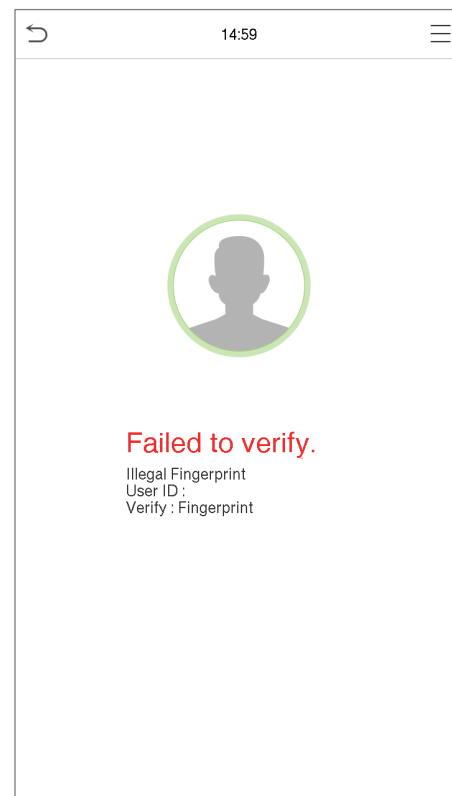 14:59
Failed to verify.
Illegal Fingerprint
User ID :
Verify : Fingerprint